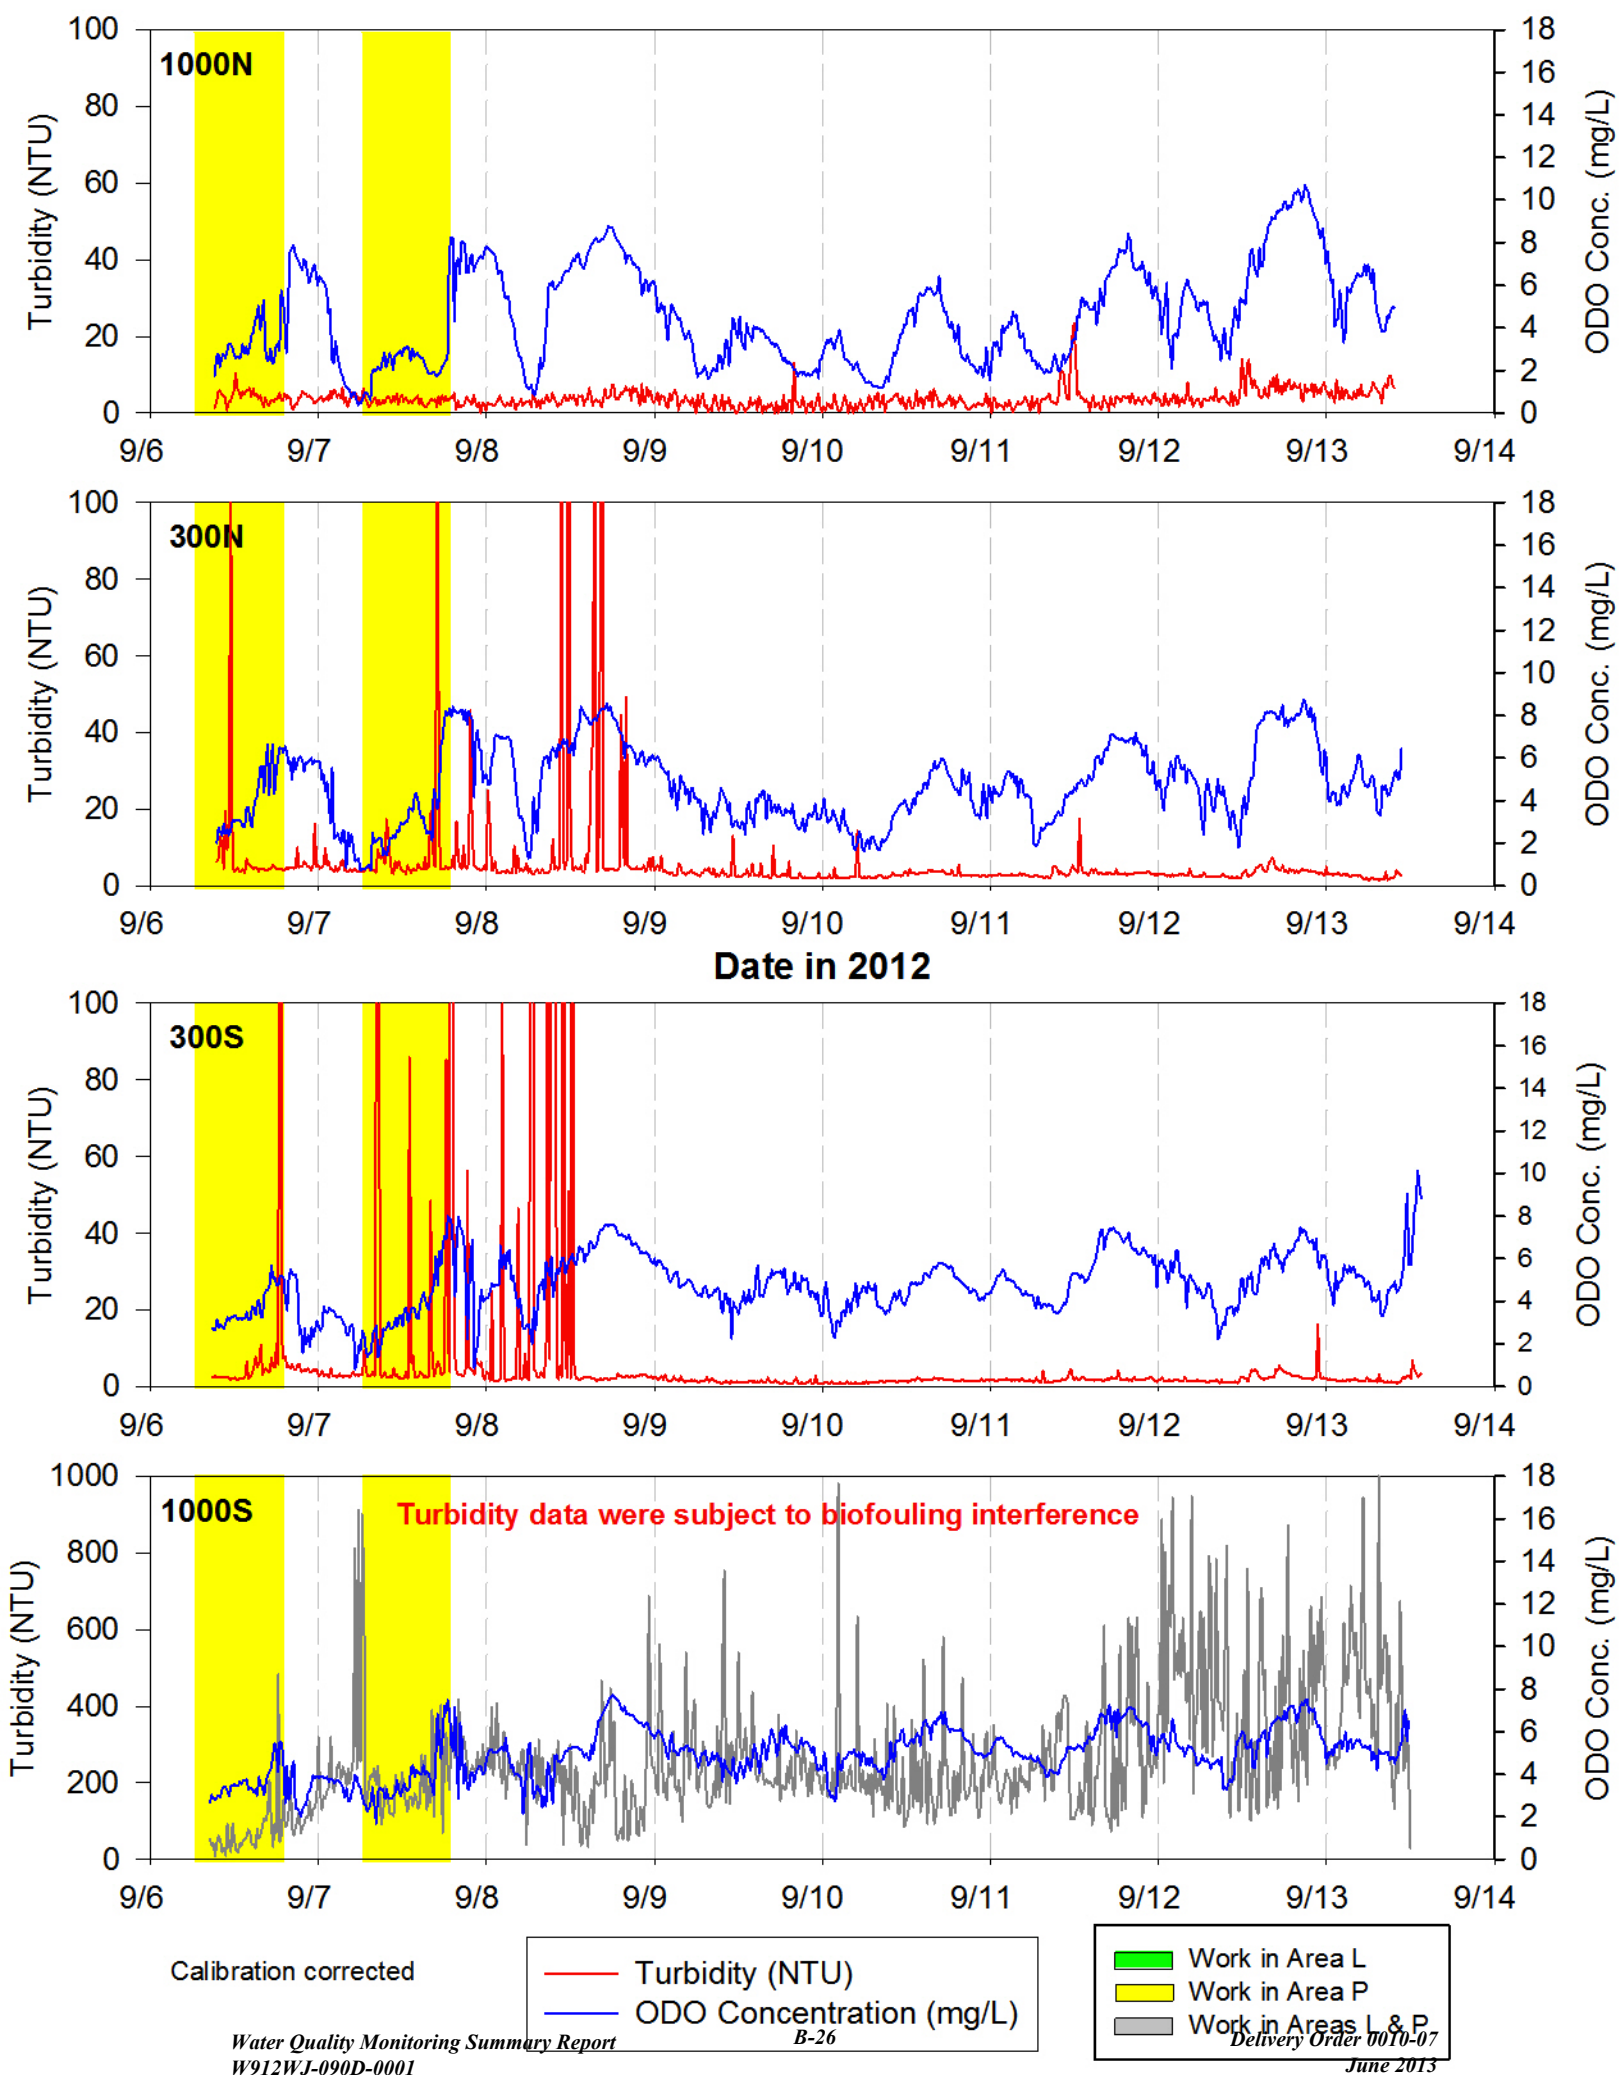 1000N
100
80
60
40
20
0
Turbidity (NTU)
18
16
14
12
10
8
6
4
2
0
ODO Conc. (mg/L)
9/6 9/7 9/8 9/9 9/10 9/11 9/12 9/13 9/14
300N
100
80
60
40
20
0
Turbidity (NTU)
18
16
14
12
10
8
6
4
2
0
ODO Conc. (mg/L)
9/6 9/7 9/8 9/9 9/10 9/11 9/12 9/13 9/14
Date in 2012
300S
100
80
60
40
20
0
Turbidity (NTU)
18
16
14
12
10
8
6
4
2
0
ODO Conc. (mg/L)
9/6 9/7 9/8 9/9 9/10 9/11 9/12 9/13 9/14
1000S
Turbidity data were subject to biofouling interference
1000
800
600
400
200
0
Turbidity (NTU)
18
16
14
12
10
8
6
4
2
0
ODO Conc. (mg/L)
9/6 9/7 9/8 9/9 9/10 9/11 9/12 9/13 9/14
Calibration corrected
Turbidity (NTU)
ODO Concentration (mg/L)
Work in Area L
Work in Area P
Work in Areas L & P
Water Quality Monitoring Summary Report
W912WJ-090D-0001
B-26
Delivery Order 0010-07
June 2013